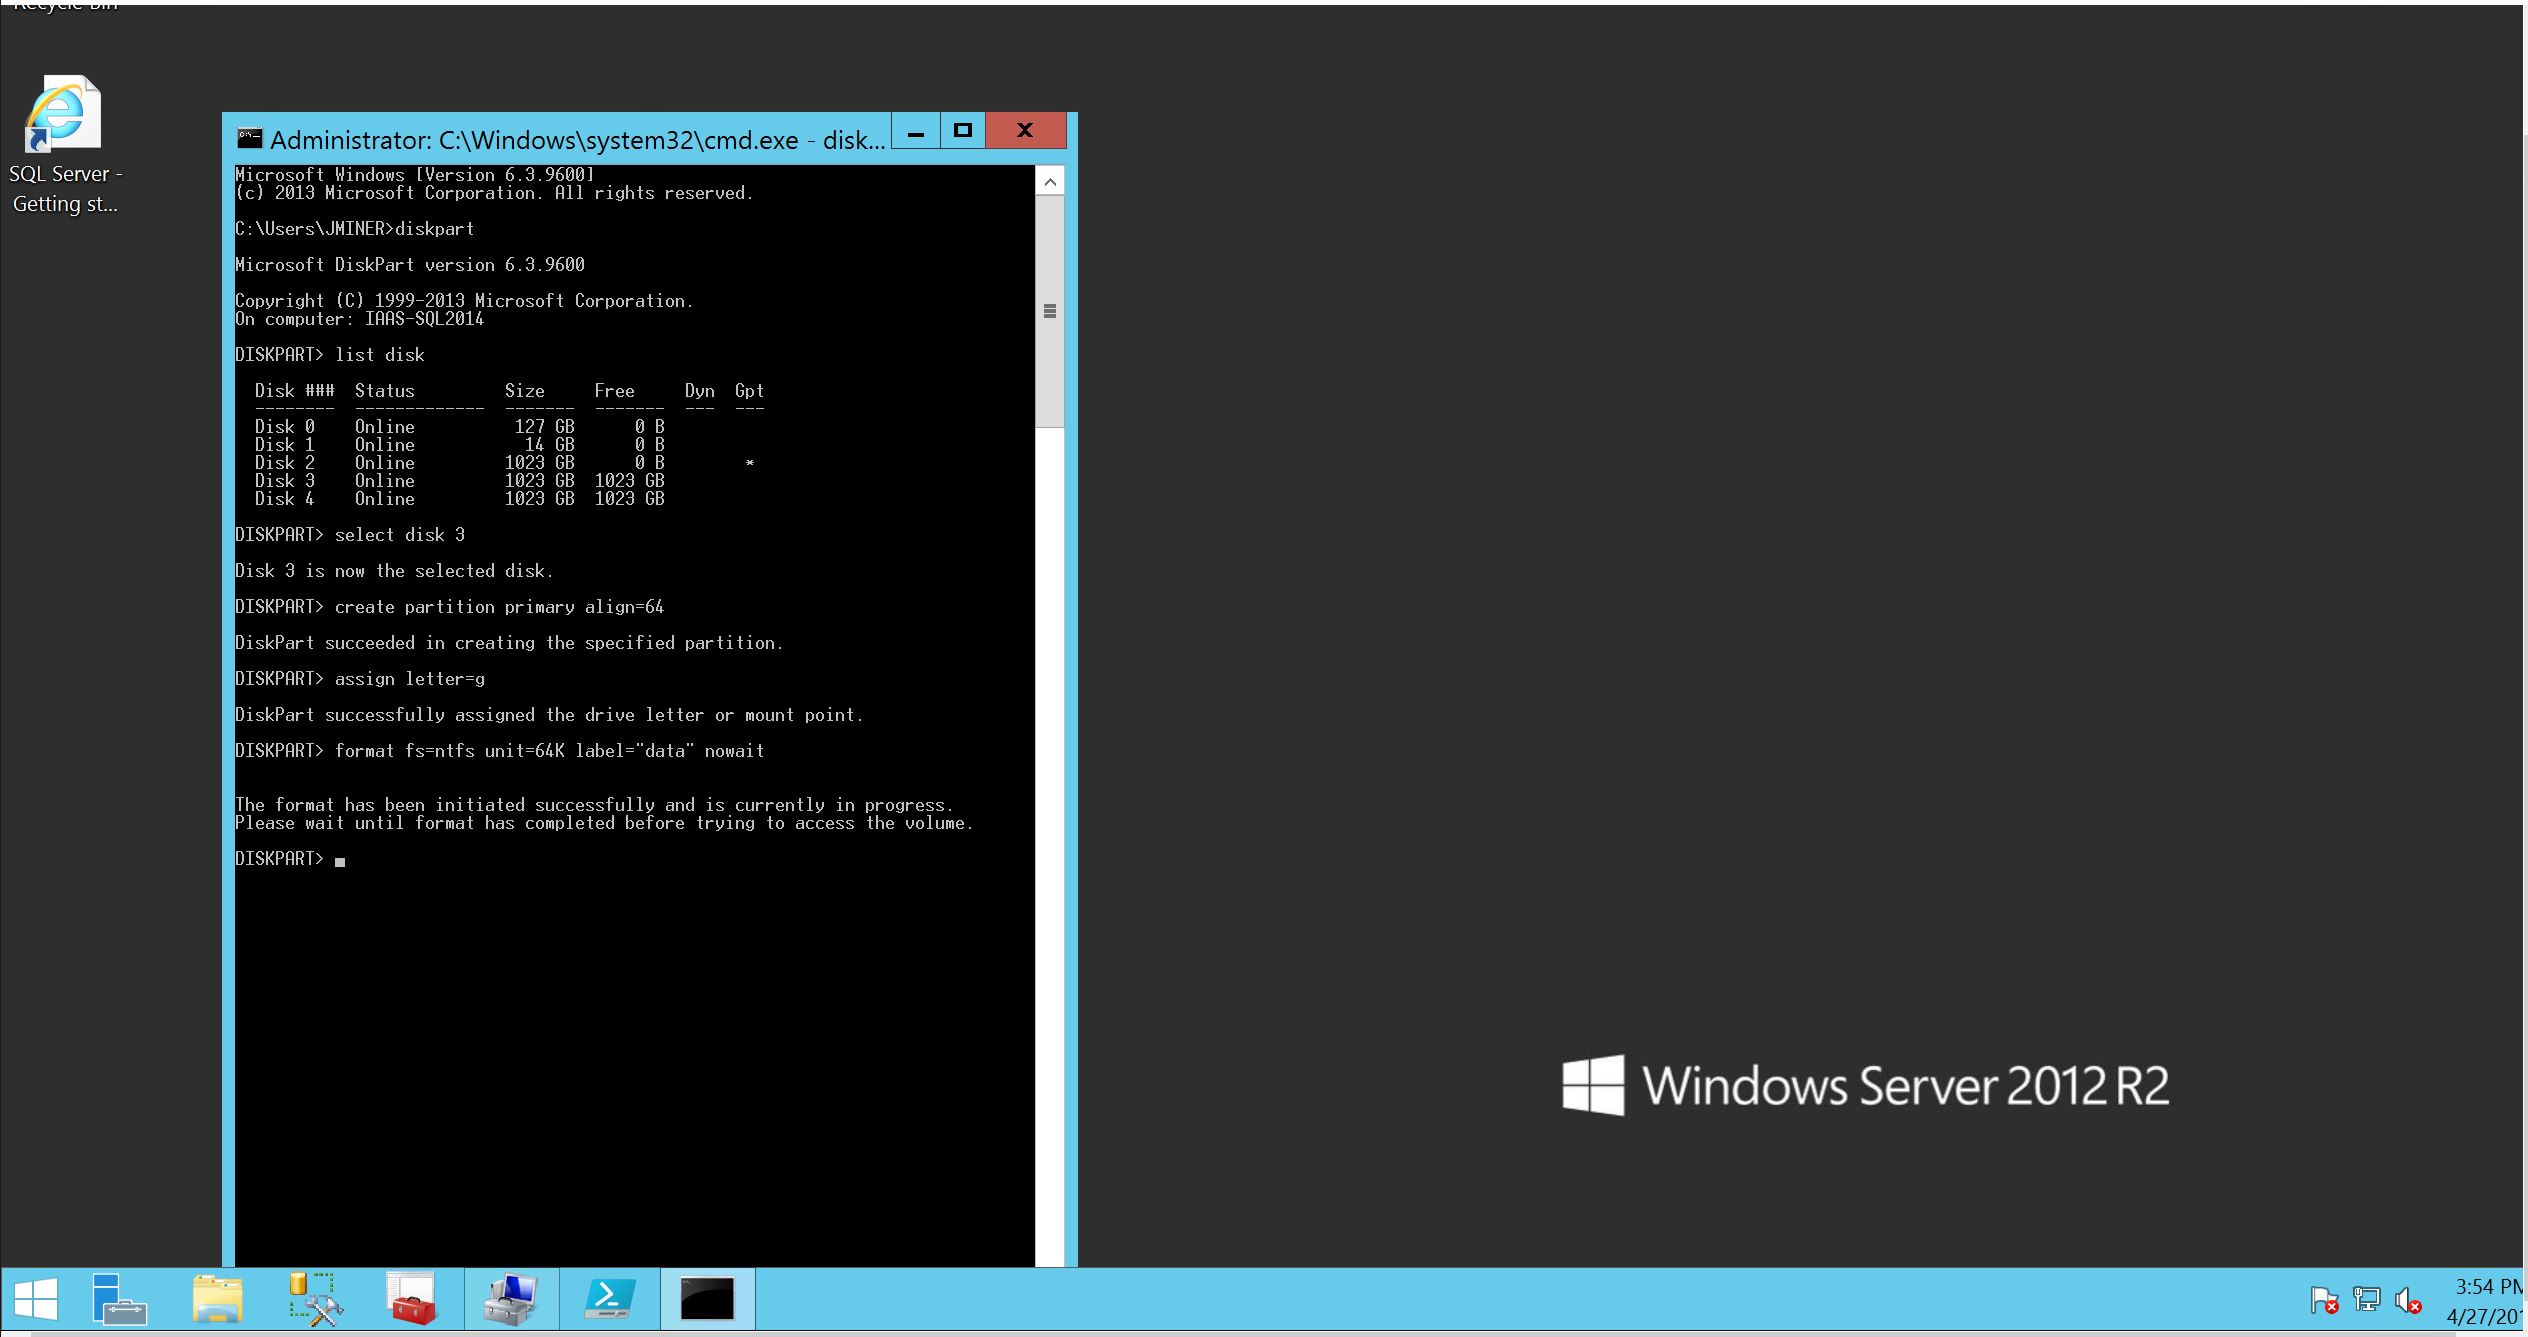 Recycle Bin
SQL Server -
Getting st...
Administrator: C:\Windows\system32\cmd.exe - disk...
Microsoft Windows [Version 6.3.9600]
(c) 2013 Microsoft Corporation. All rights reserved.
C:\Users\JMINER>diskpart
Microsoft DiskPart version 6.3.9600
Copyright (C) 1999-2013 Microsoft Corporation.
On computer: IAAS-SQL2014
DISKPART> list disk
  Disk ###  Status         Size     Free     Dyn  Gpt
  --------  -------------  -------  -------  ---  ---
  Disk 0    Online          127 GB      0 B
  Disk 1    Online           14 GB      0 B
  Disk 2    Online         1023 GB      0 B        *
  Disk 3    Online         1023 GB  1023 GB
  Disk 4    Online         1023 GB  1023 GB
DISKPART> select disk 3
Disk 3 is now the selected disk.
DISKPART> create partition primary align=64
DiskPart succeeded in creating the specified partition.
DISKPART> assign letter=g
DiskPart successfully assigned the drive letter or mount point.
DISKPART> format fs=ntfs unit=64K label="data" nowait
The format has been initiated successfully and is currently in progress.
Please wait until format has completed before trying to access the volume.
DISKPART>
Windows Server 2012 R2
3:54 PM
4/27/201